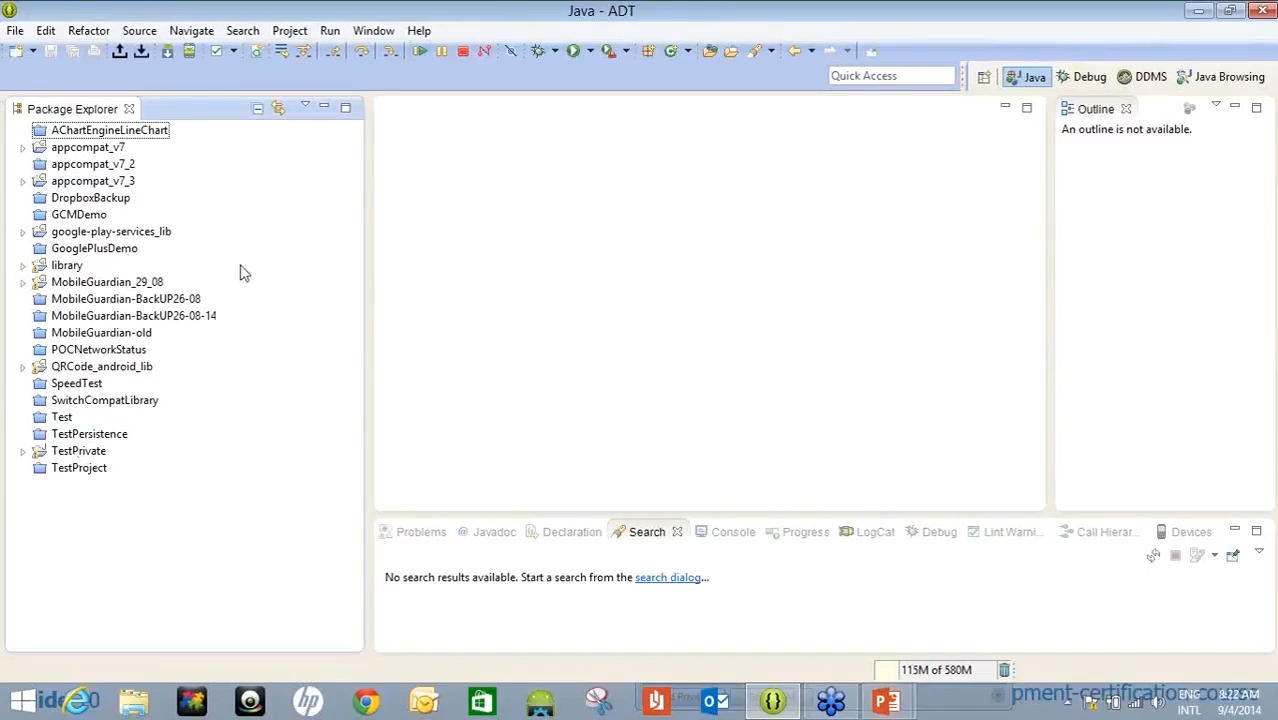 Java - ADT
File Edit Refactor Source Navigate Search Project Run Window Help
Quick Access
Java Debug DDMS Java Browsing
Package Explorer
AChartEngineLineChart
appcompat_v7
appcompat_v7_2
appcompat_v7_3
DropboxBackup
GCMDemo
google-play-services_lib
GooglePlusDemo
library
MobileGuardian_29_08
MobileGuardian-BackUP26-08
MobileGuardian-BackUP26-08-14
MobileGuardian-old
POCNetworkStatus
QRCode_android_lib
SpeedTest
SwitchCompatLibrary
Test
TestPersistence
TestPrivate
TestProject
Outline
An outline is not available.
Problems @ Javadoc Declaration Search Console Progress LogCat Debug Lint Warni... Call Hierar... Devices
No search results available. Start a search from the search dialog...
115M of 580M
hp
pment-certification.
ENG 8:22 AM
INTL 9/4/2014